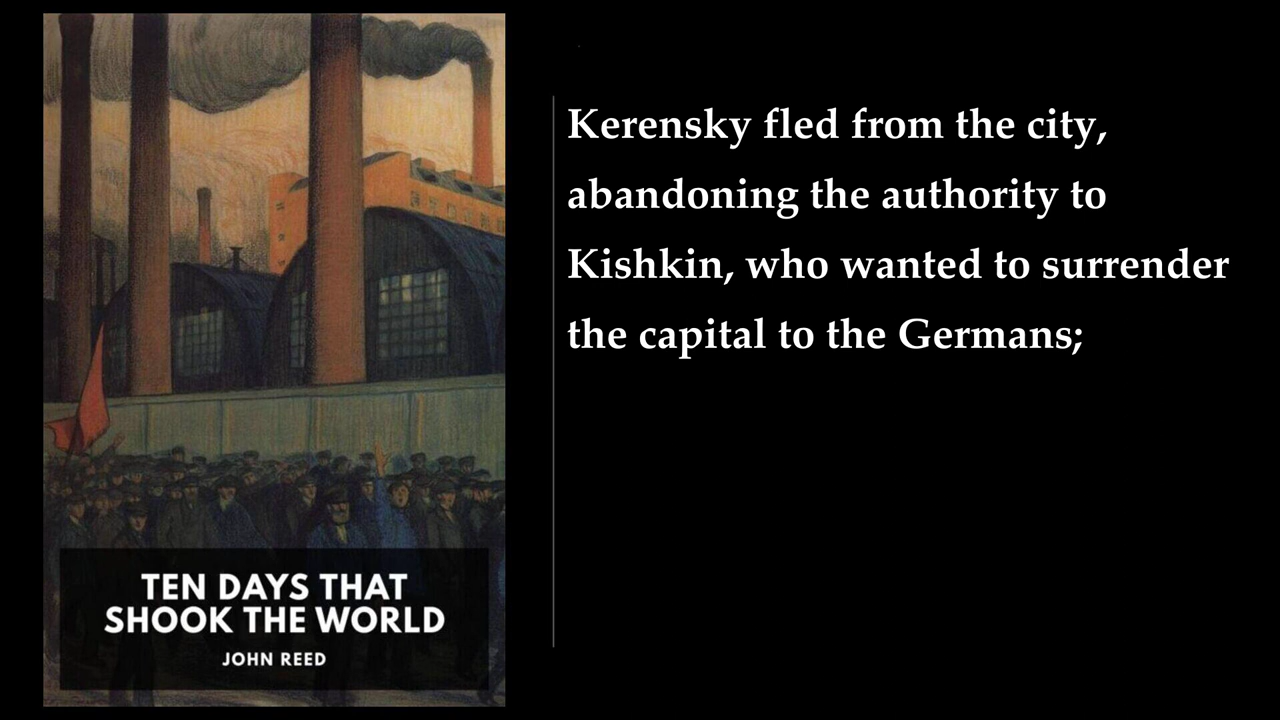 Kerensky fled from the city,
abandoning the authority to
Kishkin, who wanted to surrender
the capital to the Germans;
TEN DAYS THAT
SHOOK THE WORLD
JOHN REED